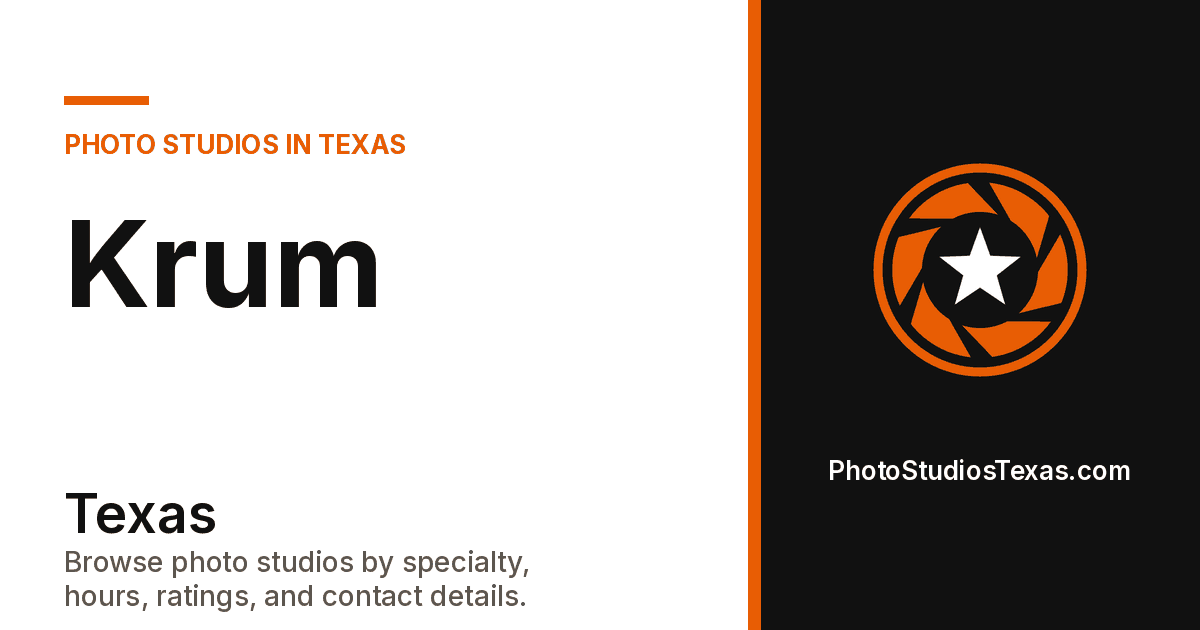 PHOTO STUDIOS IN TEXAS
Krum
Texas
Browse photo studios by specialty,
hours, ratings, and contact details.
PhotoStudiosTexas.com